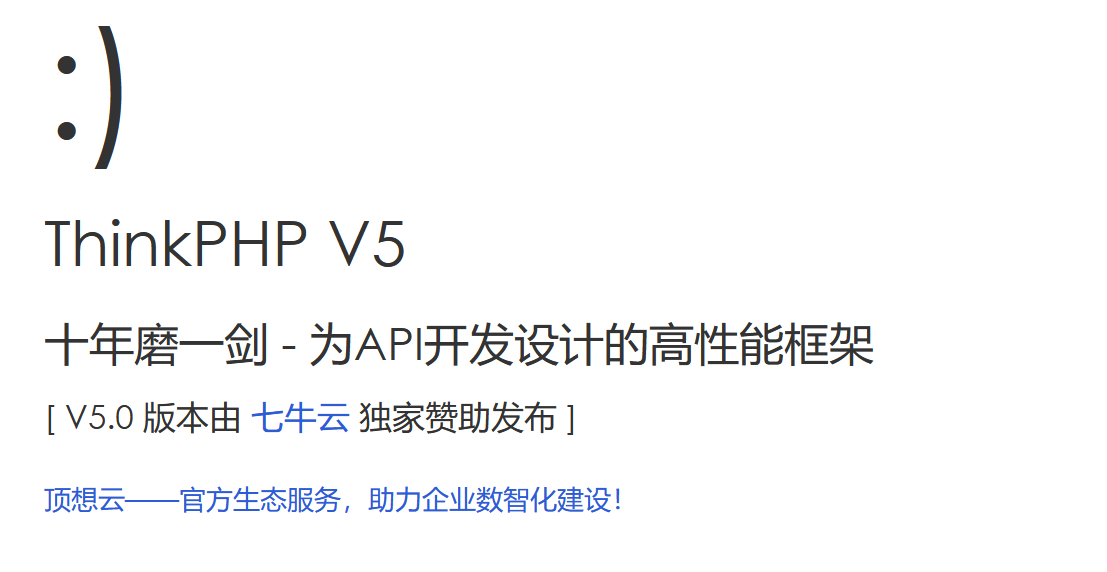 :)
ThinkPHP V5
十年磨一剑 - 为API开发设计的高性能框架
[ V5.0 版本由 七牛云 独家赞助发布 ]
顶想云——官方生态服务，助力企业数智化建设！